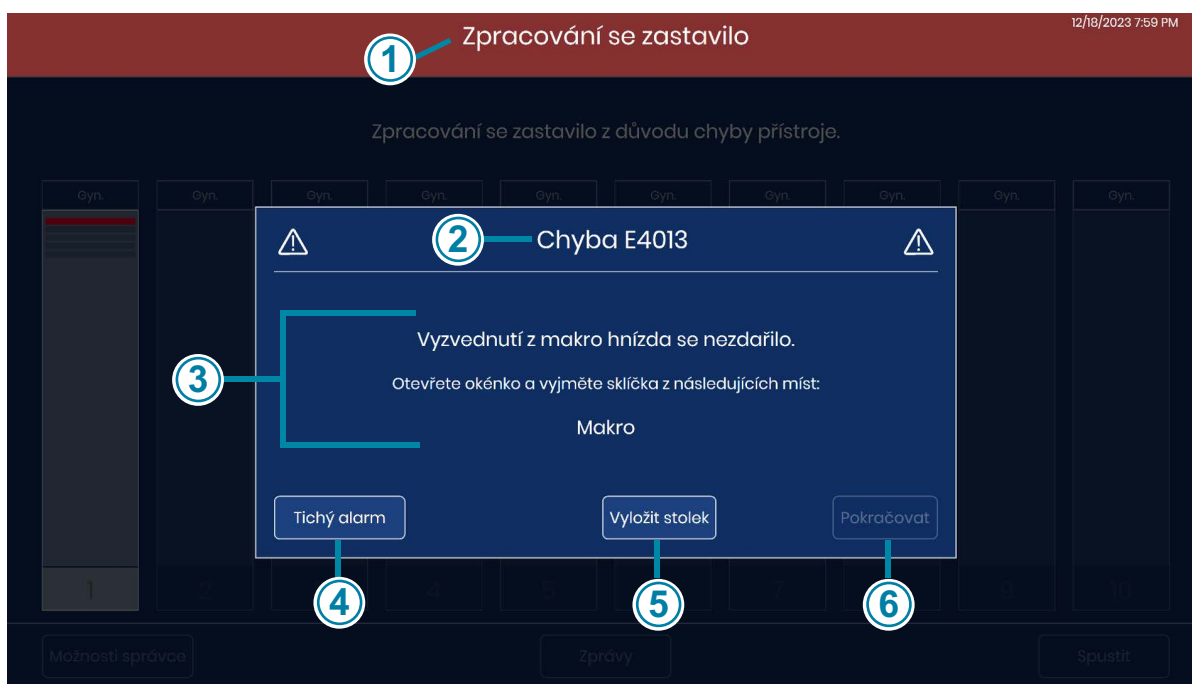 Zpracování se zastavilo
12/18/2023 7:59 PM
1
Zpracování se zastavilo z důvodu chyby přístroje.
Gyn. Gyn. Gyn. Gyn. Gyn. Gyn. Gyn. Gyn. Gyn. Gyn.
2
Chyba E4013
Vyzvednutí z makro hnízda se nezdařilo.
3
Otevřete okénko a vyjměte sklíčka z následujících míst:
Makro
Tichý alarm
Vyložit stolek
Pokračovat
1 2 4 5 7 9 10
4 5 6
Možnosti správce
Zprávy
Spustit